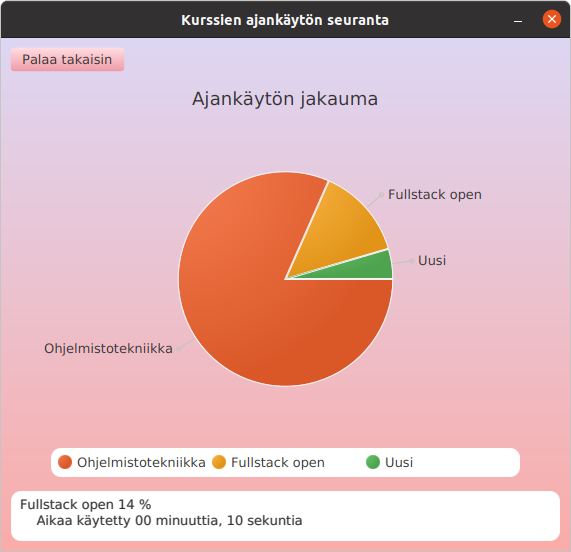 Kurssien ajankäytön seuranta
Palaa takaisin
Ajankäytön jakauma
Fullstack open
Uusi
Ohjelmistotekniikka
Ohjelmistotekniikka Fullstack open Uusi
Fullstack open 14 %
Aikaa käytetty 00 minuuttia, 10 sekuntia